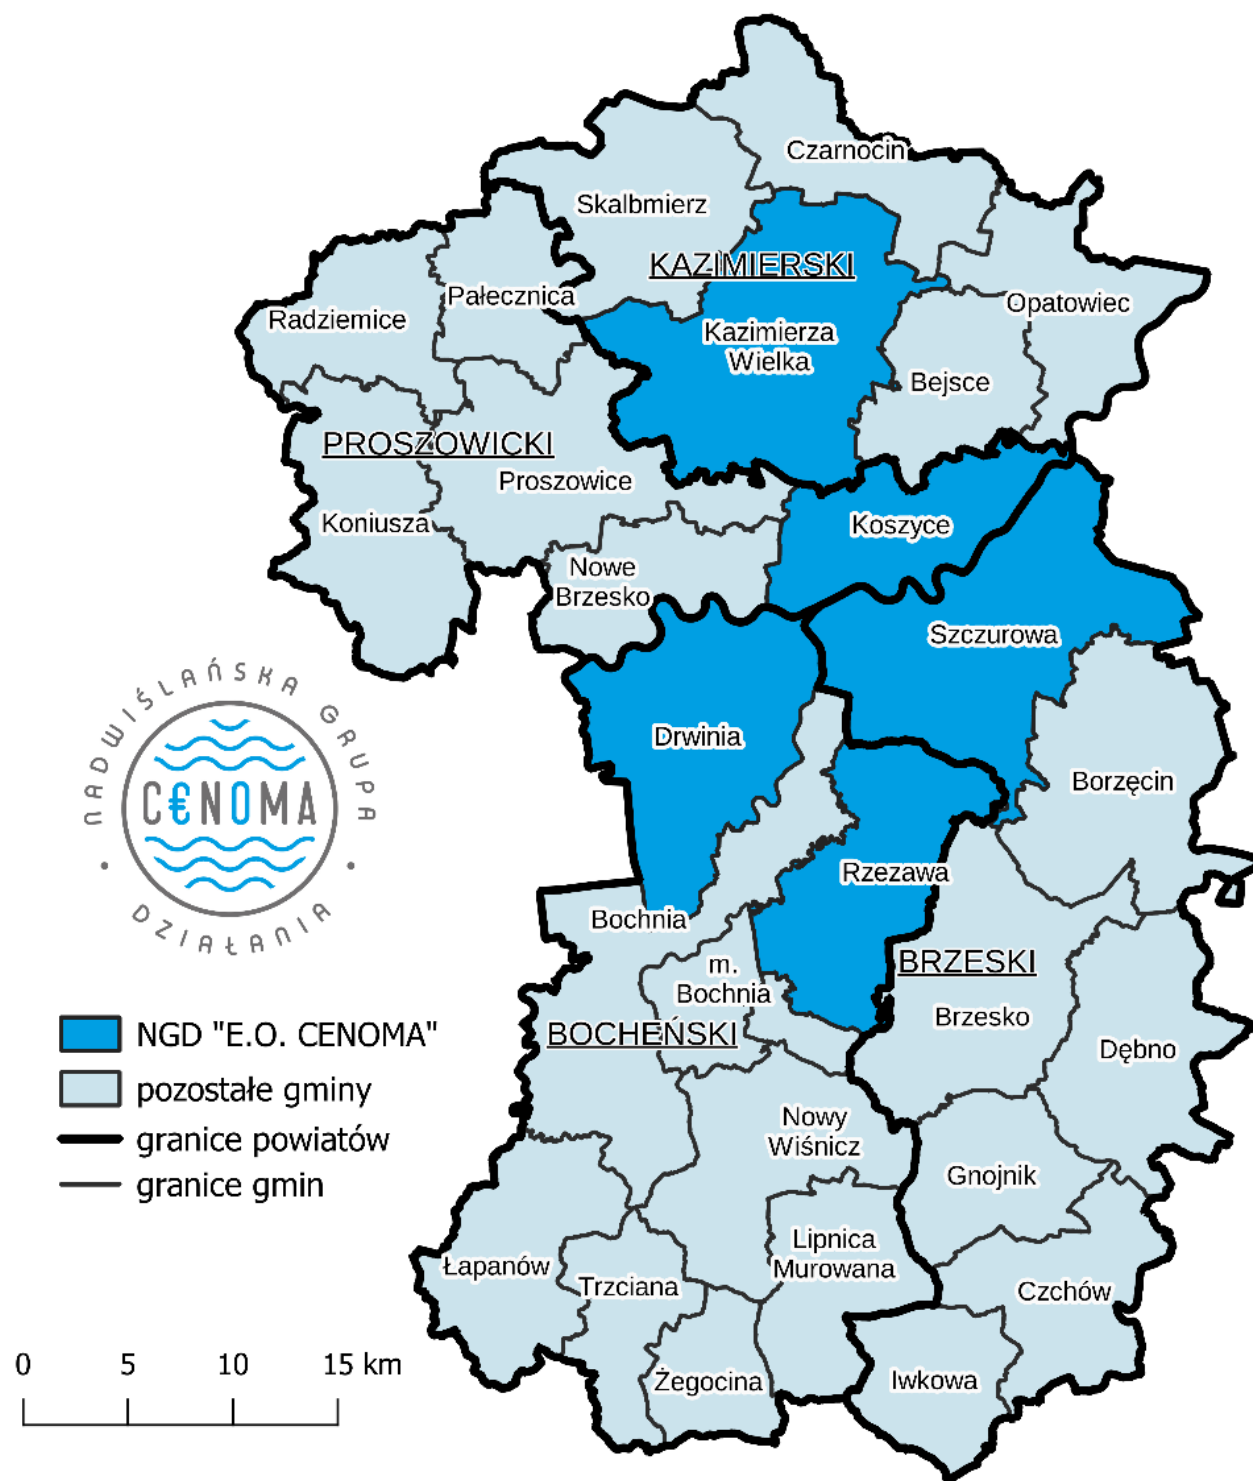 Czarnocin
Skalbmierz
KAZIMIERSKI
Pałecznica
Radziemice
Opatowiec
Kazimierza
Wielka
Bejsce
PROSZOWICKI
Proszowice
Koniusza
Koszyce
Nowe
Brzesko
Szczurowa
NADWIŚLAŃSKA GRUPA
C€NOMA
• DZIAŁANIA •
Drwinia
Borzęcin
Rzezawa
Bochnia
m.
Bochnia
BRZESKI
Brzesko
BOCHEŃSKI
Dębno
NGD "E.O. CENOMA"
pozostałe gminy
granice powiatów
granice gmin
Nowy
Wiśnicz
Gnojnik
Lipnica
Murowana
Łapanów
Trzciana
Czchów
Żegocina
Iwkowa
0 5 10 15 km